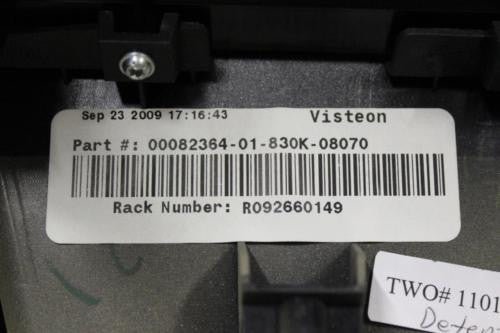 Sep 23 2009 17:16:43 Visteon
Part #: 00082364-01-830K-08070
Rack Number: R092660149
TWO# 1101